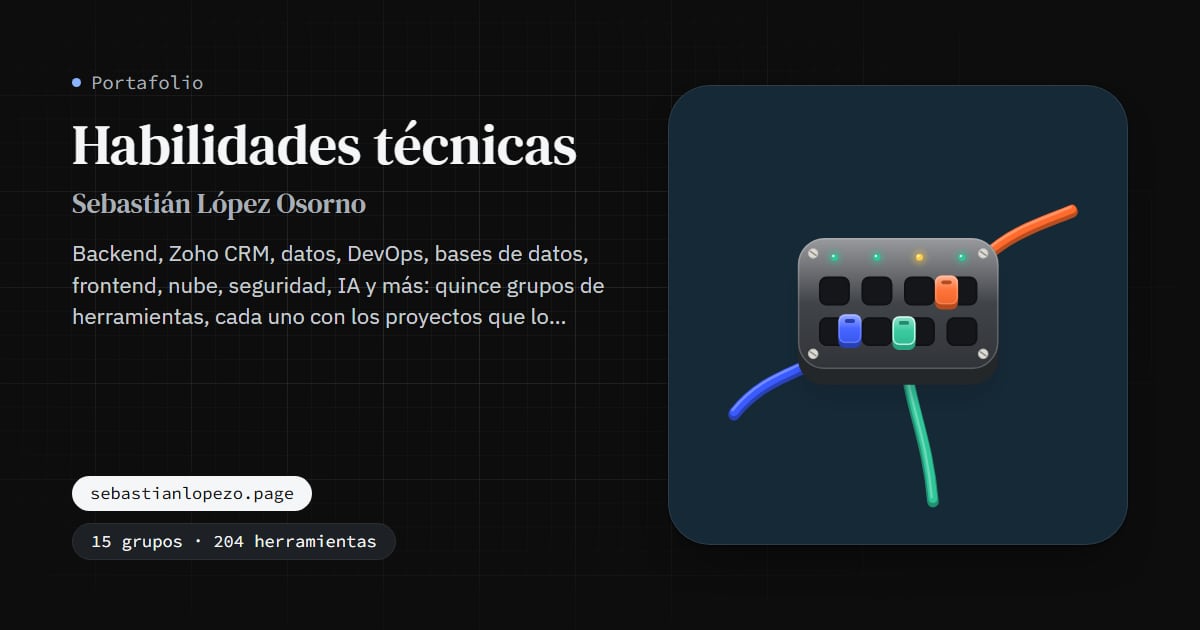 Portafolio
Habilidades técnicas
Sebastián López Osorno
Backend, Zoho CRM, datos, DevOps, bases de datos,
frontend, nube, seguridad, IA y más: quince grupos de
herramientas, cada uno con los proyectos que lo...
sebastianlopezo.page
15 grupos · 204 herramientas